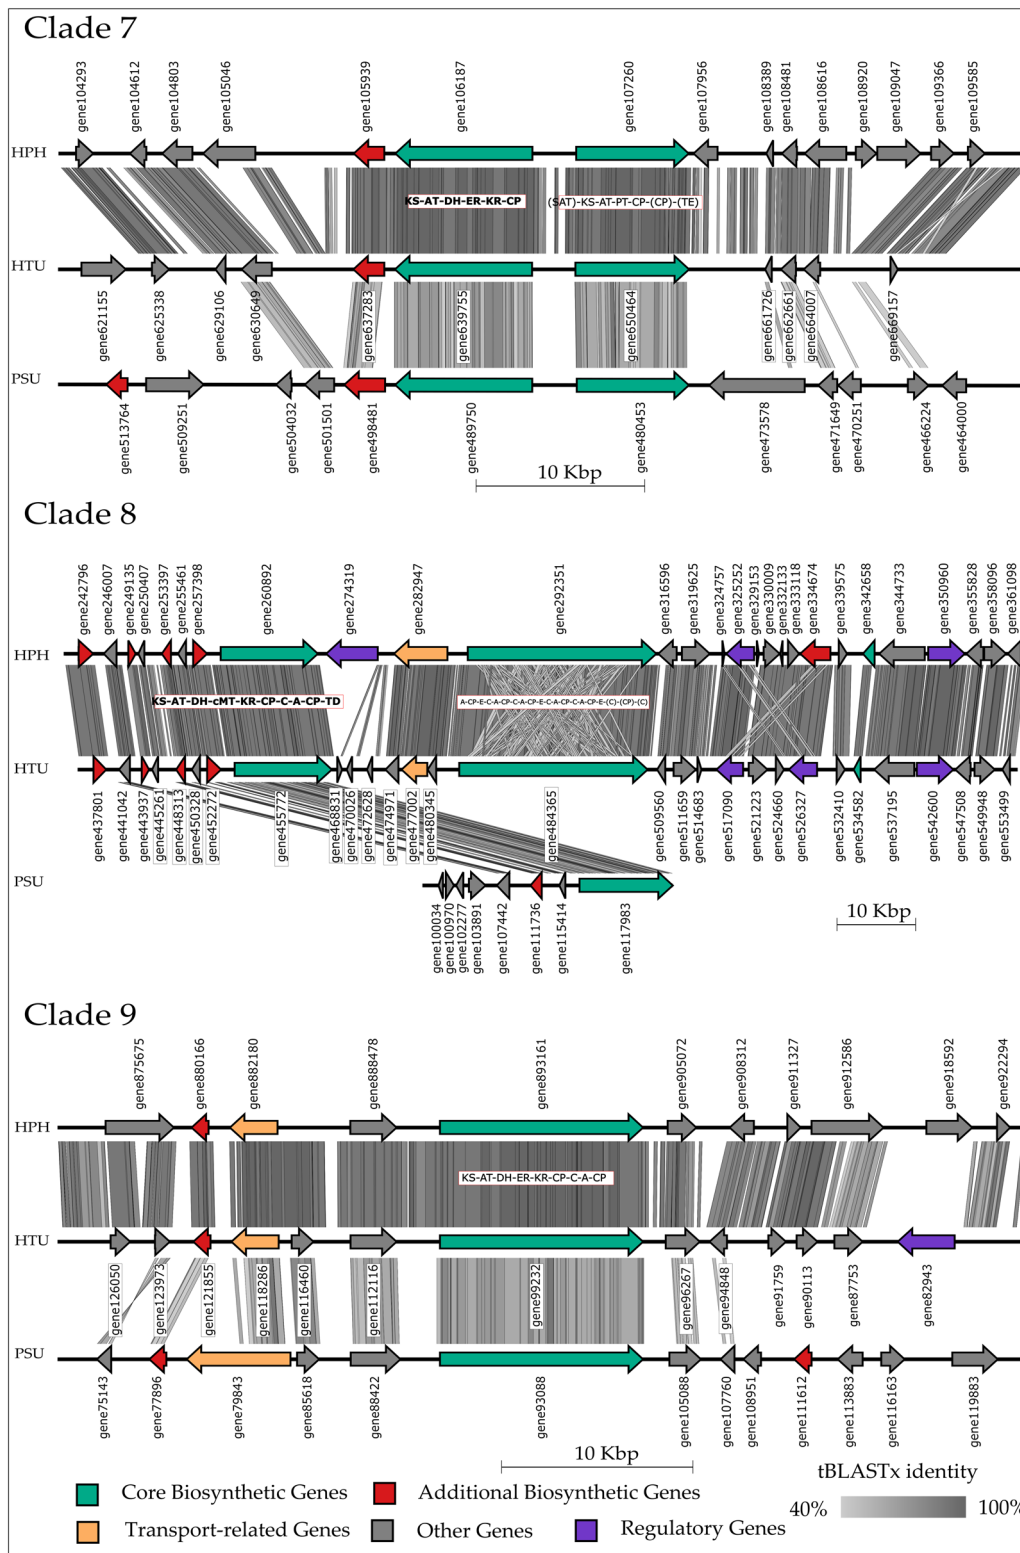 Clade 7
gene104293 gene104612 gene104803 gene105046 gene105939 gene106187 gene107260 gene107956 gene108389 gene108481 gene108616 gene108920 gene109047 gene109366 gene109585
HPH
KS-AT-DH-ER-KR-CP (SAT)-KS-AT-PT-CP-(CP)-(TE)
HTU
gene621155 gene625338 gene629106 gene630649 gene637283 gene639755 gene650464 gene661726 gene662661 gene664007 gene669157
PSU
gene513764 gene509251 gene504032 gene501501 gene498481 gene489750 gene480453 gene473578 gene471649 gene470251 gene466224 gene464000
10 Kbp
Clade 8
gene242796 gene246007 gene249135 gene250407 gene253397 gene255461 gene257398 gene260892 gene274319 gene282947 gene292351 gene316596 gene319625 gene324757 gene325252 gene329153 gene330009 gene332133 gene333118 gene334674 gene339575 gene342658 gene344733 gene350960 gene355828 gene358096 gene361098
HPH
KS-AT-DH-cMT-KR-CP-C-A-CP-TD A-CP-E-C-A-CP-C-A-CP-E-C-A-CP-C-A-CP-E-(C)-(CP)-(C)
HTU
gene437801 gene441042 gene443937 gene445261 gene448313 gene450328 gene452272 gene455772 gene468831 gene470026 gene472628 gene474971 gene477002 gene480345 gene484365 gene509560 gene511659 gene514683 gene517090 gene521223 gene524660 gene526327 gene532410 gene534582 gene537195 gene542600 gene547508 gene549948 gene553499
PSU
gene100034 gene100970 gene102277 gene103891 gene107442 gene111736 gene115414 gene117983
10 Kbp
Clade 9
gene875675 gene880166 gene882180 gene888478 gene893161 gene905072 gene908312 gene911327 gene912586 gene918592 gene922294
HPH
KS-AT-DH-ER-KR-CP-C-A-CP
HTU
gene126050 gene123973 gene121855 gene118286 gene116460 gene112116 gene99232 gene96267 gene94848 gene91759 gene90113 gene87753 gene82943
PSU
gene75143 gene77896 gene79843 gene85618 gene88422 gene93088 gene105088 gene107760 gene108951 gene111612 gene113883 gene116163 gene119883
10 Kbp
tBLASTx identity
Core Biosynthetic Genes Additional Biosynthetic Genes 40% 100%
Transport-related Genes Other Genes Regulatory Genes